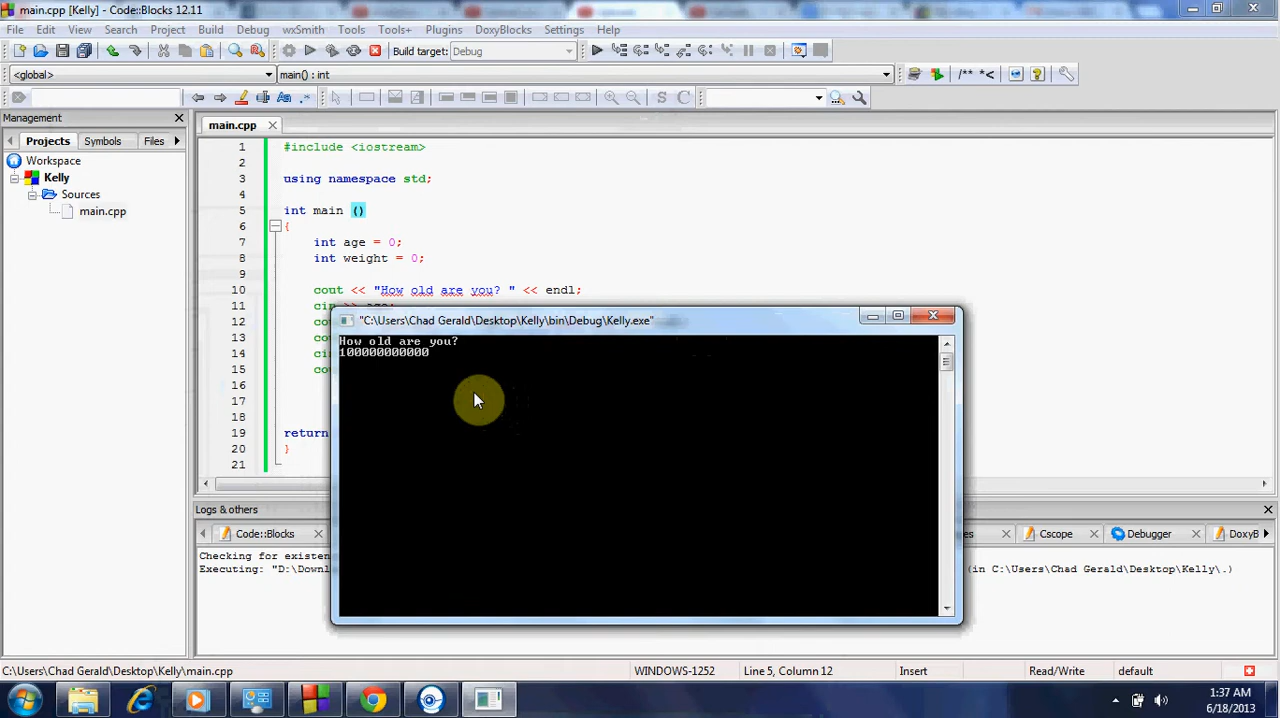 main.cpp [Kelly] - Code::Blocks 12.11
File Edit View Search Project Build Debug wxSmith Tools Tools+ Plugins DoxyBlocks Settings Help
Build target: Debug
<global> main() : int
/** *<
S C
Management
main.cpp
Projects Symbols Files
Workspace
Kelly
Sources
main.cpp
1 #include <iostream>
2
3 using namespace std;
4
5 int main ()
6 {
7 int age = 0;
8 int weight = 0;
9
10 cout << "How old are you? " << endl;
11 cin >> age;
12 co
13 co
14 ci
15 co
16
17
18
19 return
20 }
21
"C:\Users\Chad Gerald\Desktop\Kelly\bin\Debug\Kelly.exe"
How old are you?
100000000000
Logs & others
Code::Blocks es Cscope Debugger DoxyB
Checking for existen
Executing: "D:\Downl (in C:\Users\Chad Gerald\Desktop\Kelly\.)
C:\Users\Chad Gerald\Desktop\Kelly\main.cpp WINDOWS-1252 Line 5, Column 12 Insert Read/Write default
1:37 AM
6/18/2013